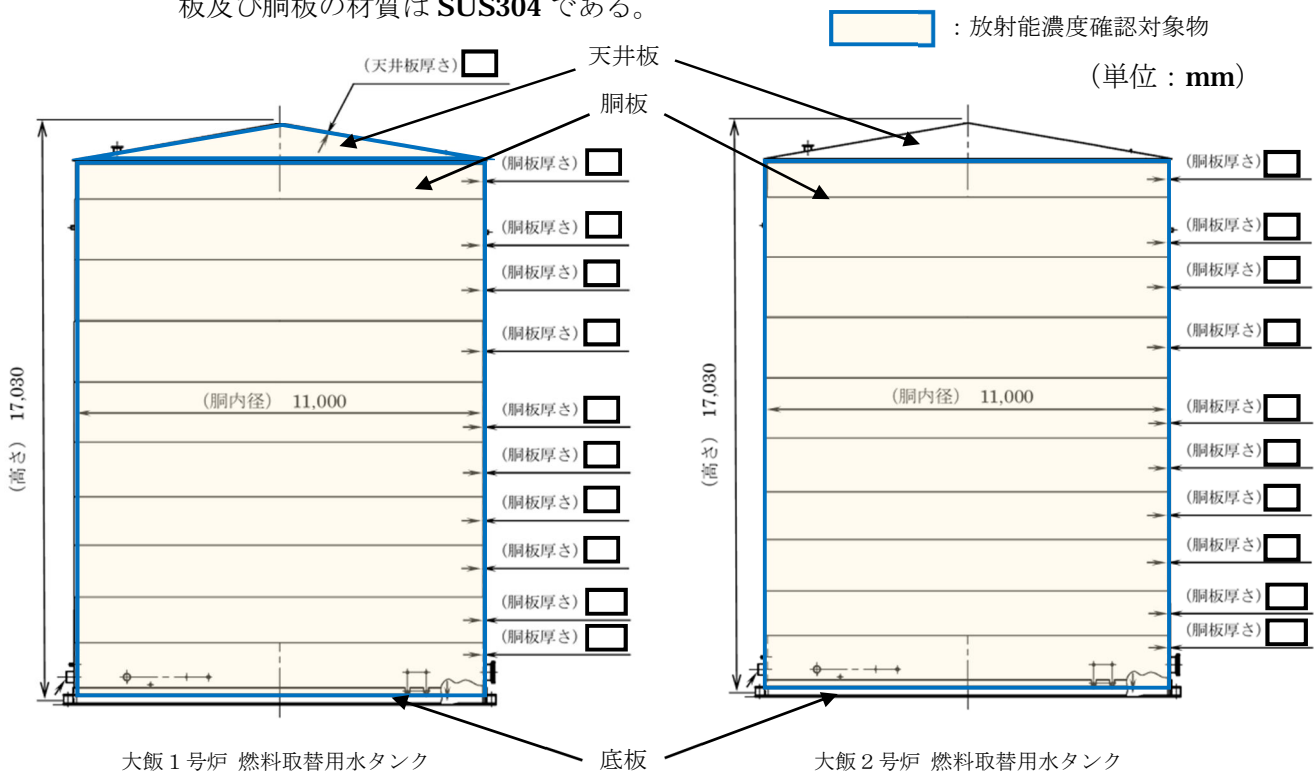 板及び胴板の材質は SUS304 である。
：放射能濃度確認対象物
（単位：mm）
天井板
胴板
（天井板厚さ）
（胴板厚さ）
（胴板厚さ）
（胴板厚さ）
（胴板厚さ）
（胴内径） 11,000
（胴板厚さ）
（胴板厚さ）
（胴板厚さ）
（胴板厚さ）
（胴板厚さ）
（胴板厚さ）
（高さ） 17,030
（胴板厚さ）
（胴板厚さ）
（胴板厚さ）
（胴板厚さ）
（胴内径） 11,000
（胴板厚さ）
（胴板厚さ）
（胴板厚さ）
（胴板厚さ）
（胴板厚さ）
（胴板厚さ）
（高さ） 17,030
大飯１号炉 燃料取替用水タンク
底板
大飯２号炉 燃料取替用水タンク